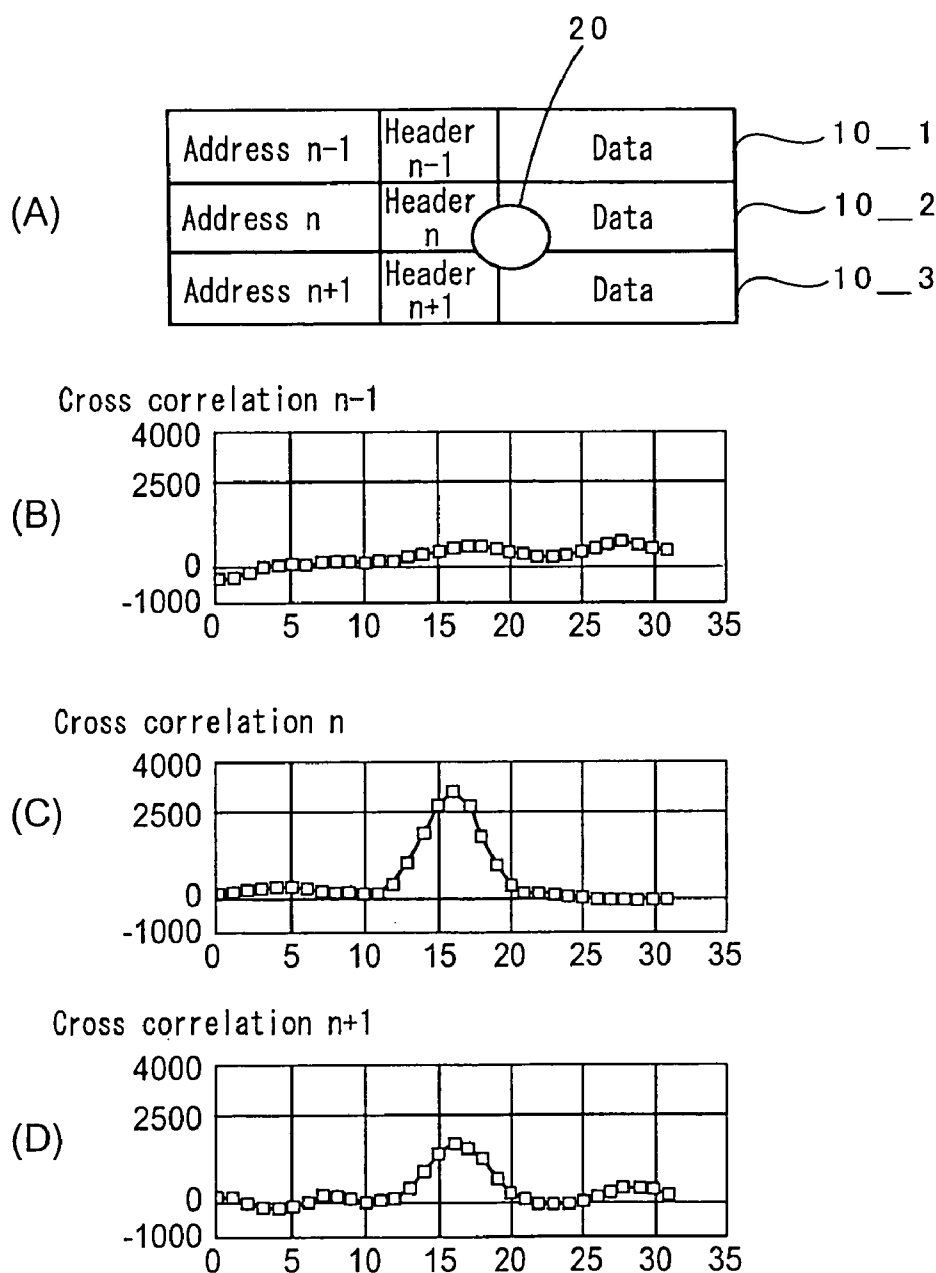 20
(A)
Address n-1 Header n-1 Data 10__1
Address n Header n Data 10__2
Address n+1 Header n+1 Data 10__3
(B)
Cross correlation n-1
4000
2500
0
-1000
0 5 10 15 20 25 30 35
(C)
Cross correlation n
4000
2500
0
-1000
0 5 10 15 20 25 30 35
(D)
Cross correlation n+1
4000
2500
0
-1000
0 5 10 15 20 25 30 35